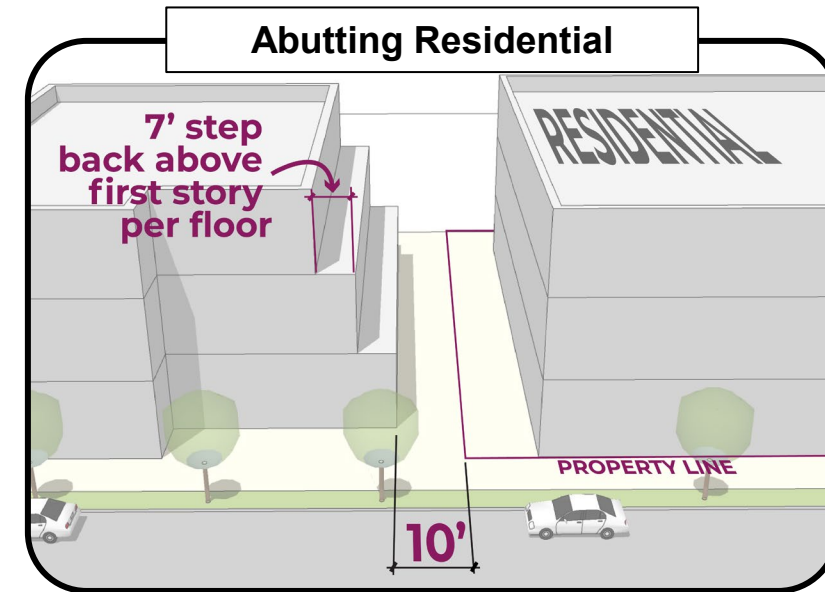 Abutting Residential
7’ step
back above
first story
per floor
RESIDENTIAL
PROPERTY LINE
10’